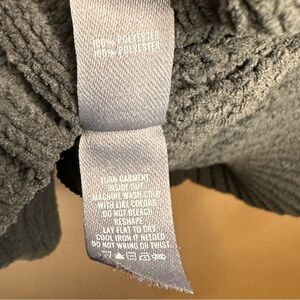 100% POLYESTER
100% POLYESTER
TURN GARMENT
INSIDE OUT
MACHINE WASH COLD
WITH LIKE COLORS
DO NOT BLEACH
RESHAPE
LAY FLAT TO DRY
COOL IRON IF NEEDED
DO NOT WRING OR TWIST